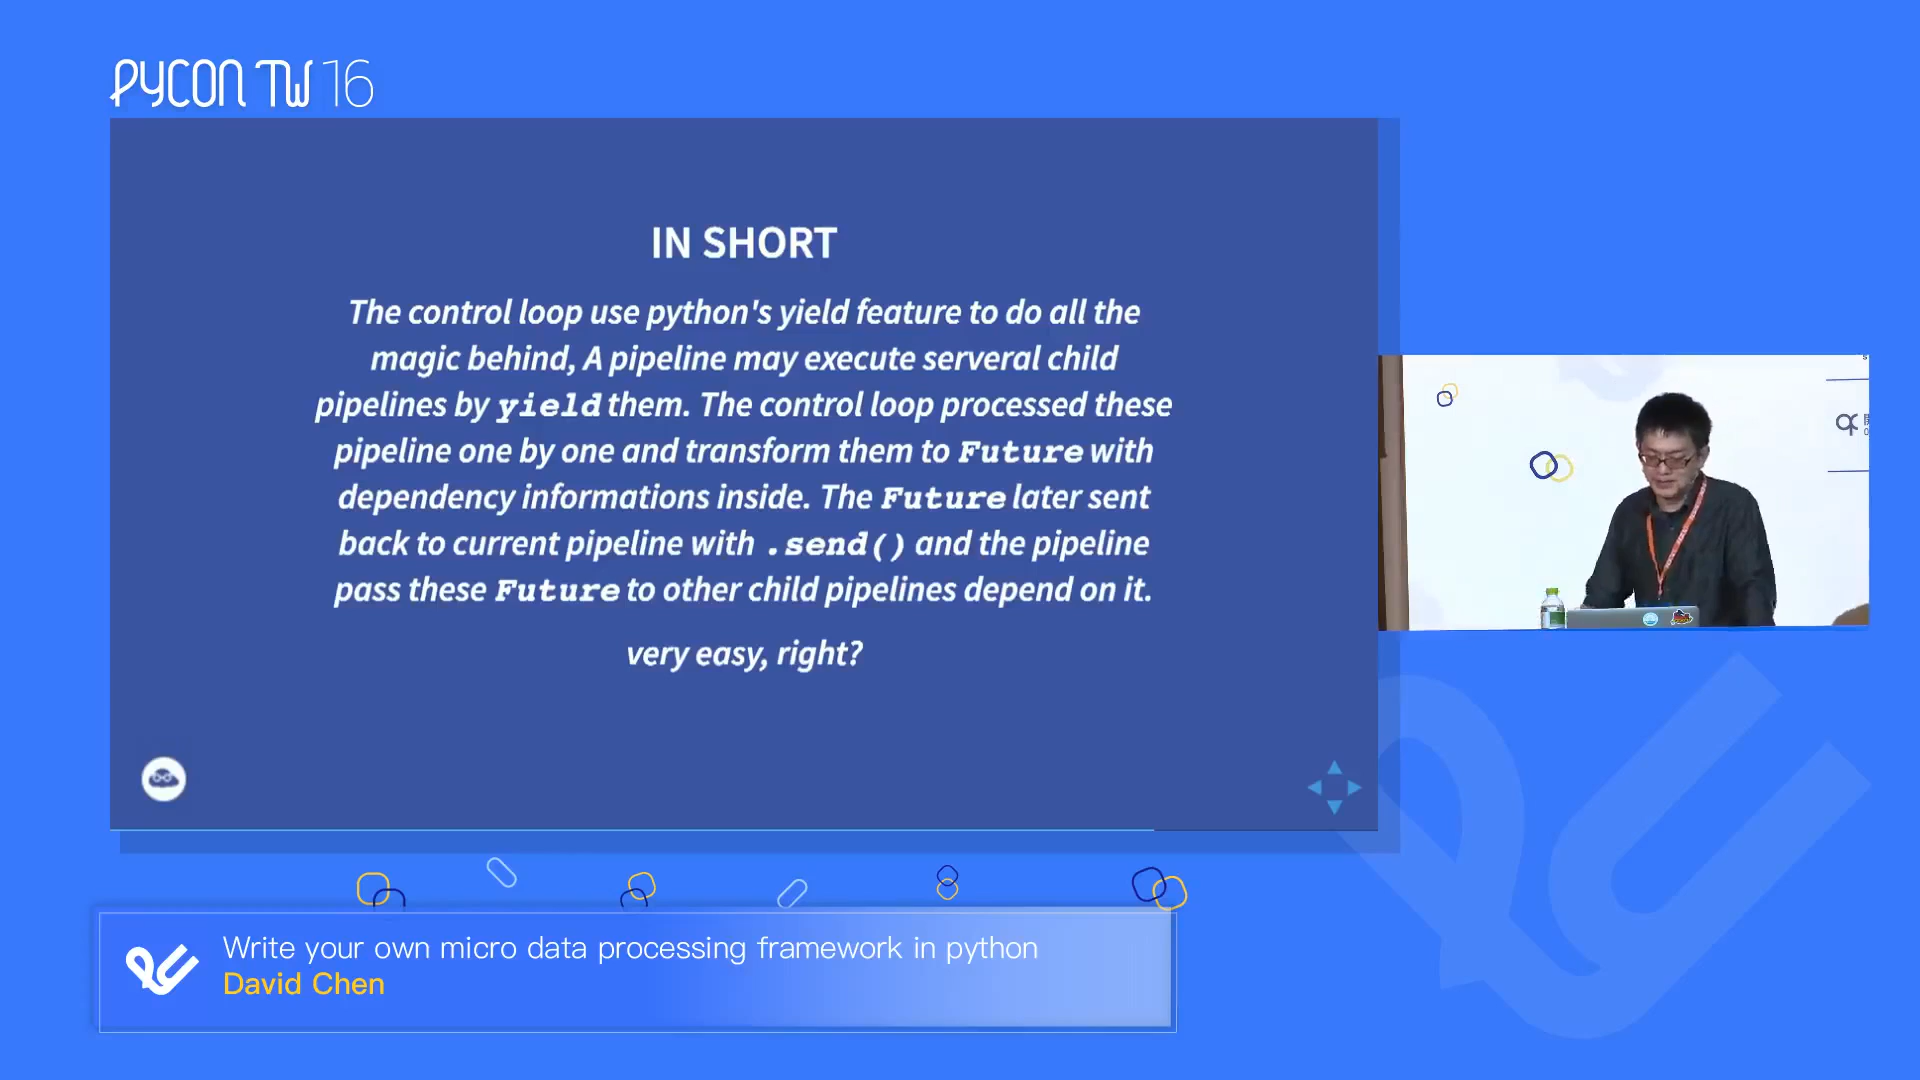 PYCON TW 16
IN SHORT
The control loop use python's yield feature to do all the
magic behind, A pipeline may execute serveral child
pipelines by yield them. The control loop processed these
pipeline one by one and transform them to Future with
dependency informations inside. The Future later sent
back to current pipeline with .send() and the pipeline
pass these Future to other child pipelines depend on it.
very easy, right?
Write your own micro data processing framework in python
David Chen